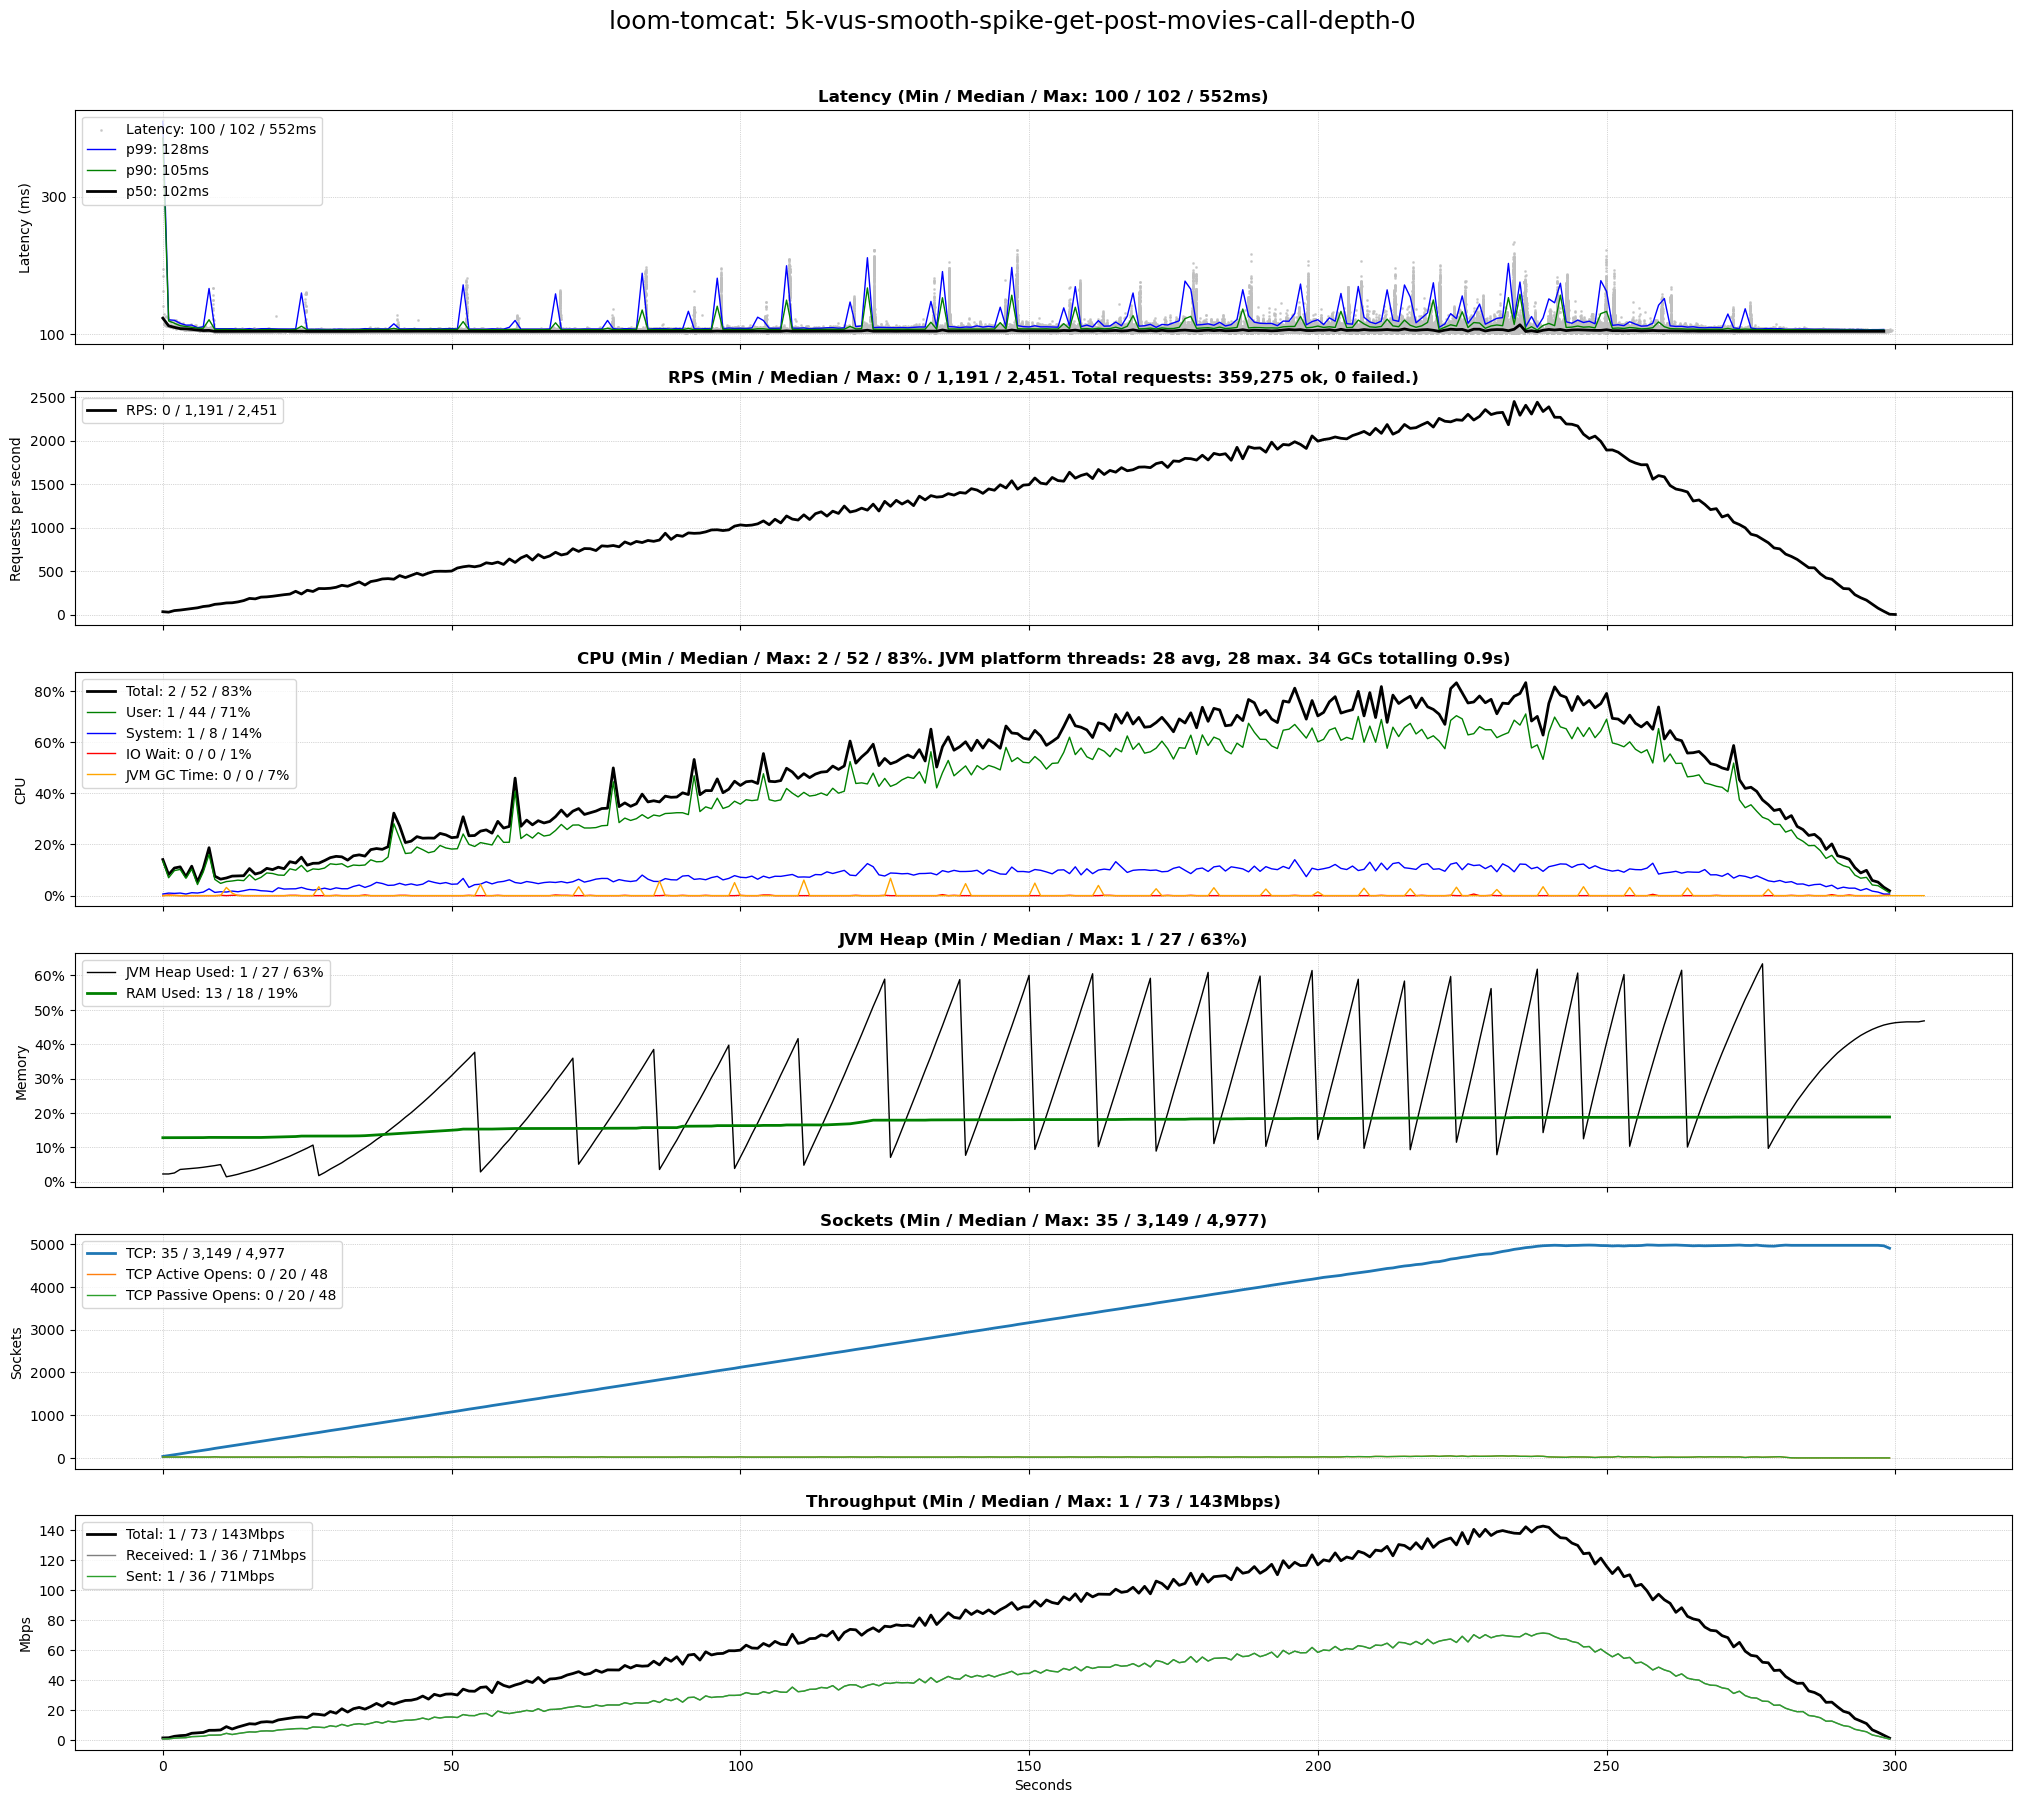 loom-tomcat: 5k-vus-smooth-spike-get-post-movies-call-depth-0
Latency (Min / Median / Max: 100 / 102 / 552ms)
Latency: 100 / 102 / 552ms
p99: 128ms
p90: 105ms
p50: 102ms
Latency (ms)
300
100
RPS (Min / Median / Max: 0 / 1,191 / 2,451. Total requests: 359,275 ok, 0 failed.)
RPS: 0 / 1,191 / 2,451
Requests per second
2500
2000
1500
1000
500
0
CPU (Min / Median / Max: 2 / 52 / 83%. JVM platform threads: 28 avg, 28 max. 34 GCs totalling 0.9s)
Total: 2 / 52 / 83%
User: 1 / 44 / 71%
System: 1 / 8 / 14%
IO Wait: 0 / 0 / 1%
JVM GC Time: 0 / 0 / 7%
CPU
80%
60%
40%
20%
0%
JVM Heap (Min / Median / Max: 1 / 27 / 63%)
JVM Heap Used: 1 / 27 / 63%
RAM Used: 13 / 18 / 19%
Memory
60%
50%
40%
30%
20%
10%
0%
Sockets (Min / Median / Max: 35 / 3,149 / 4,977)
TCP: 35 / 3,149 / 4,977
TCP Active Opens: 0 / 20 / 48
TCP Passive Opens: 0 / 20 / 48
Sockets
5000
4000
3000
2000
1000
0
Throughput (Min / Median / Max: 1 / 73 / 143Mbps)
Total: 1 / 73 / 143Mbps
Received: 1 / 36 / 71Mbps
Sent: 1 / 36 / 71Mbps
Mbps
140
120
100
80
60
40
20
0
0 50 100 150 200 250 300
Seconds